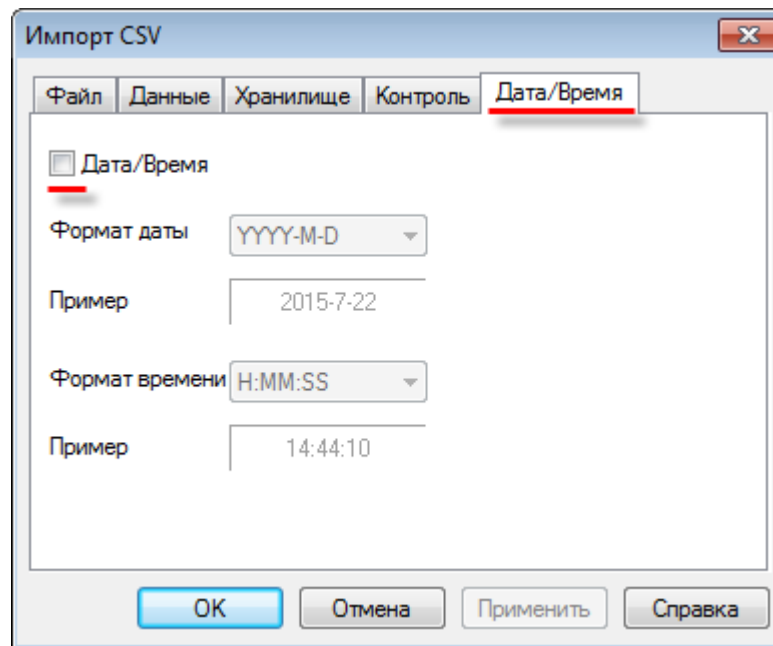 Импорт CSV
Файл Данные Хранилище Контроль Дата/Время
Дата/Время
Формат даты YYYY-M-D
Пример 2015-7-22
Формат времени H:MM:SS
Пример 14:44:10
OK Отмена Применить Справка